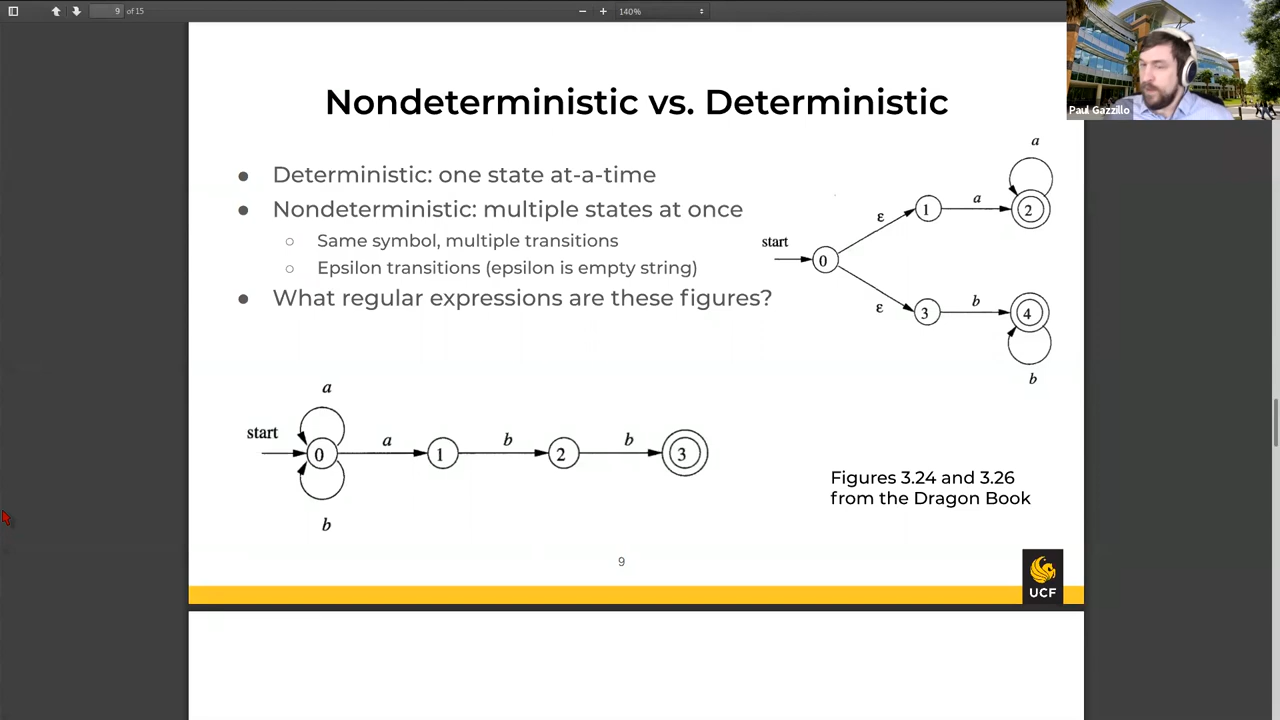 9 of 15
140%
Paul Gazzillo
Nondeterministic vs. Deterministic
● Deterministic: one state at-a-time
● Nondeterministic: multiple states at once
○ Same symbol, multiple transitions
○ Epsilon transitions (epsilon is empty string)
● What regular expressions are these figures?
a
ε 1 a 2
start
0
ε 3 b 4
b
a
start
0 a 1 b 2 b 3
b
Figures 3.24 and 3.26
from the Dragon Book
9
UCF